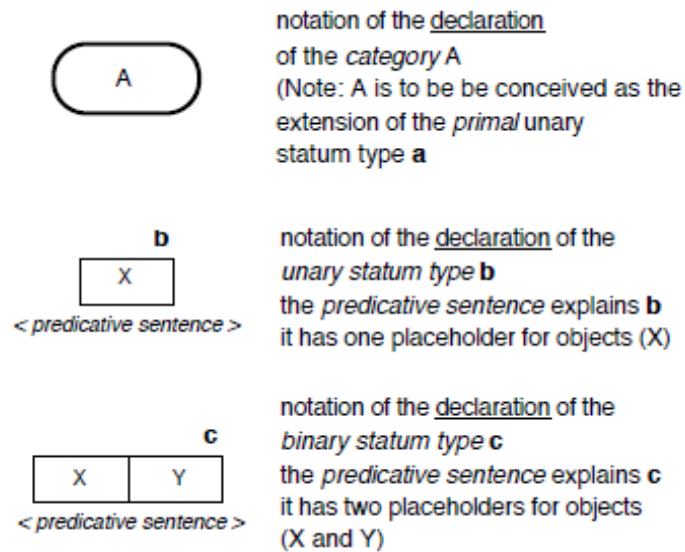 A
notation of the declaration
of the category A
(Note: A is to be be conceived as the
extension of the primal unary
statum type a
b
X
< predicative sentence >
notation of the declaration of the
unary statum type b
the predicative sentence explains b
it has one placeholder for objects (X)
c
X Y
< predicative sentence >
notation of the declaration of the
binary statum type c
the predicative sentence explains c
it has two placeholders for objects
(X and Y)